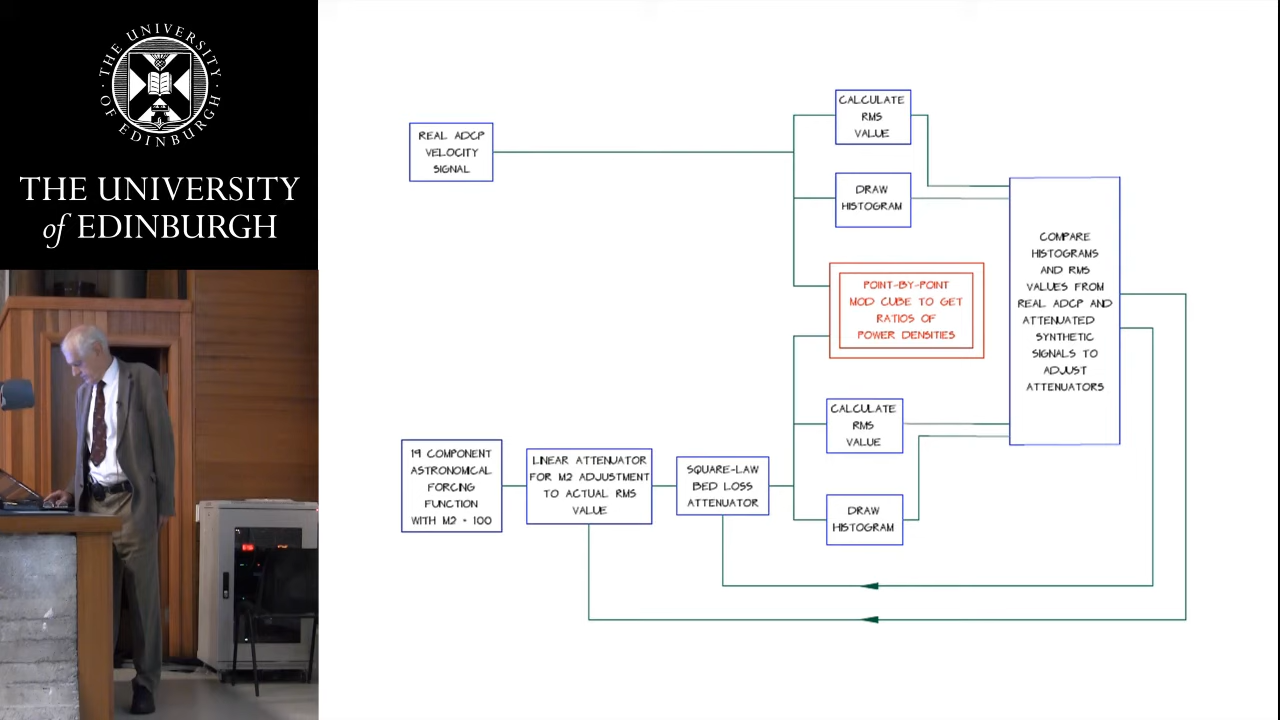 THE UNIVERSITY
OF EDINBURGH
THE UNIVERSITY
of EDINBURGH
REAL ADCP
VELOCITY
SIGNAL
CALCULATE
RMS
VALUE
DRAW
HISTOGRAM
POINT-BY-POINT
MOD CUBE TO GET
RATIOS OF
POWER DENSITIES
COMPARE
HISTOGRAMS
AND RMS
VALUES FROM
REAL ADCP AND
ATTENUATED
SYNTHETIC
SIGNALS TO
ADJUST
ATTENUATORS
19 COMPONENT
ASTRONOMICAL
FORCING
FUNCTION
WITH M2 = 100
LINEAR ATTENUATOR
FOR M2 ADJUSTMENT
TO ACTUAL RMS
VALUE
SQUARE-LAW
BED LOSS
ATTENUATOR
CALCULATE
RMS
VALUE
DRAW
HISTOGRAM